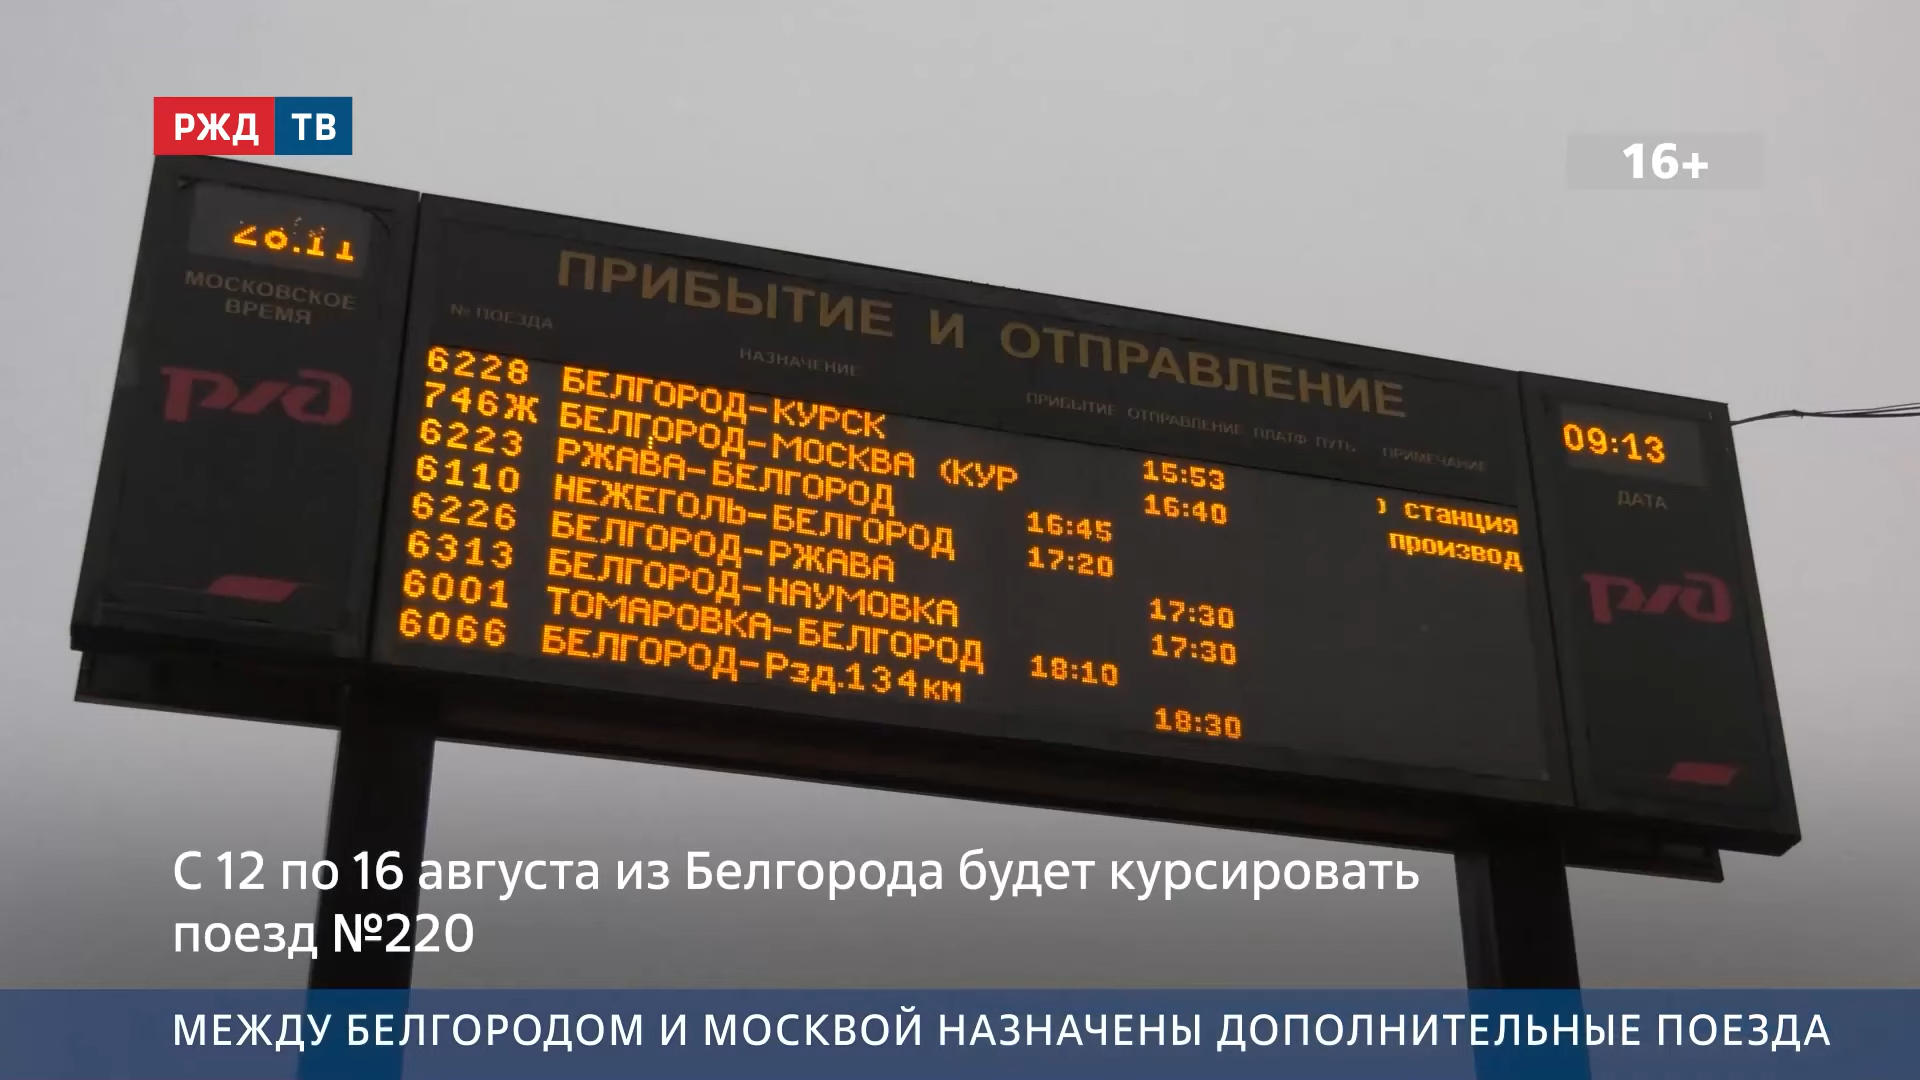 РЖД ТВ
16+
МОСКОВСКОЕ
ВРЕМЯ
ПРИБЫТИЕ И ОТПРАВЛЕНИЕ
№ ПОЕЗДА НАЗНАЧЕНИЕ ПРИБЫТИЕ ОТПРАВЛЕНИЕ ПЛАТФ ПУТЬ ПРИМЕЧАНИЕ
6228 БЕЛГОРОД-КУРСК 15:53 станция
746Ж БЕЛГОРОД-МОСКВА (КУР 16:40 производ
6223 РЖАВА-БЕЛГОРОД 16:45
6110 НЕЖЕГОЛЬ-БЕЛГОРОД 17:20
6226 БЕЛГОРОД-РЖАВА 17:30
6313 БЕЛГОРОД-НАУМОВКА 17:30
6001 ТОМАРОВКА-БЕЛГОРОД 18:10
6066 БЕЛГОРОД-Рзд.134км 18:30
09:13
ДАТА
С 12 по 16 августа из Белгорода будет курсировать
поезд №220
МЕЖДУ БЕЛГОРОДОМ И МОСКВОЙ НАЗНАЧЕНЫ ДОПОЛНИТЕЛЬНЫЕ ПОЕЗДА